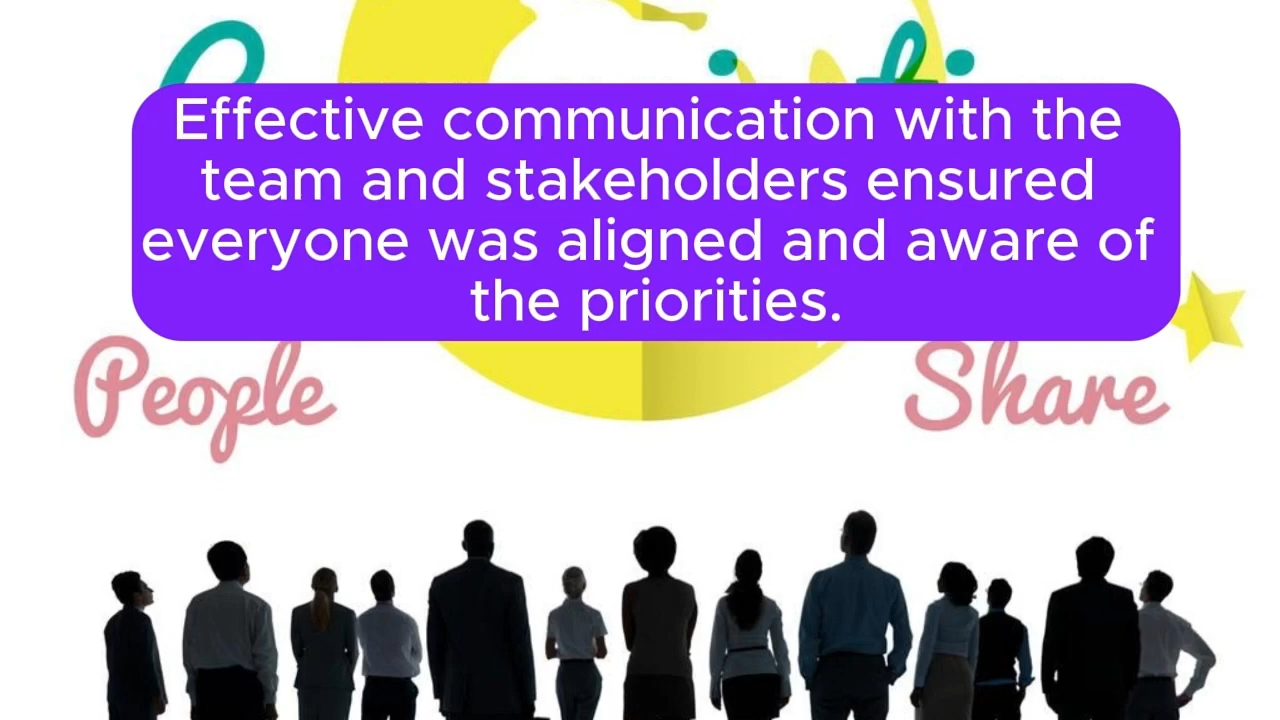 Effective communication with the
team and stakeholders ensured
everyone was aligned and aware of
the priorities.
People
Share